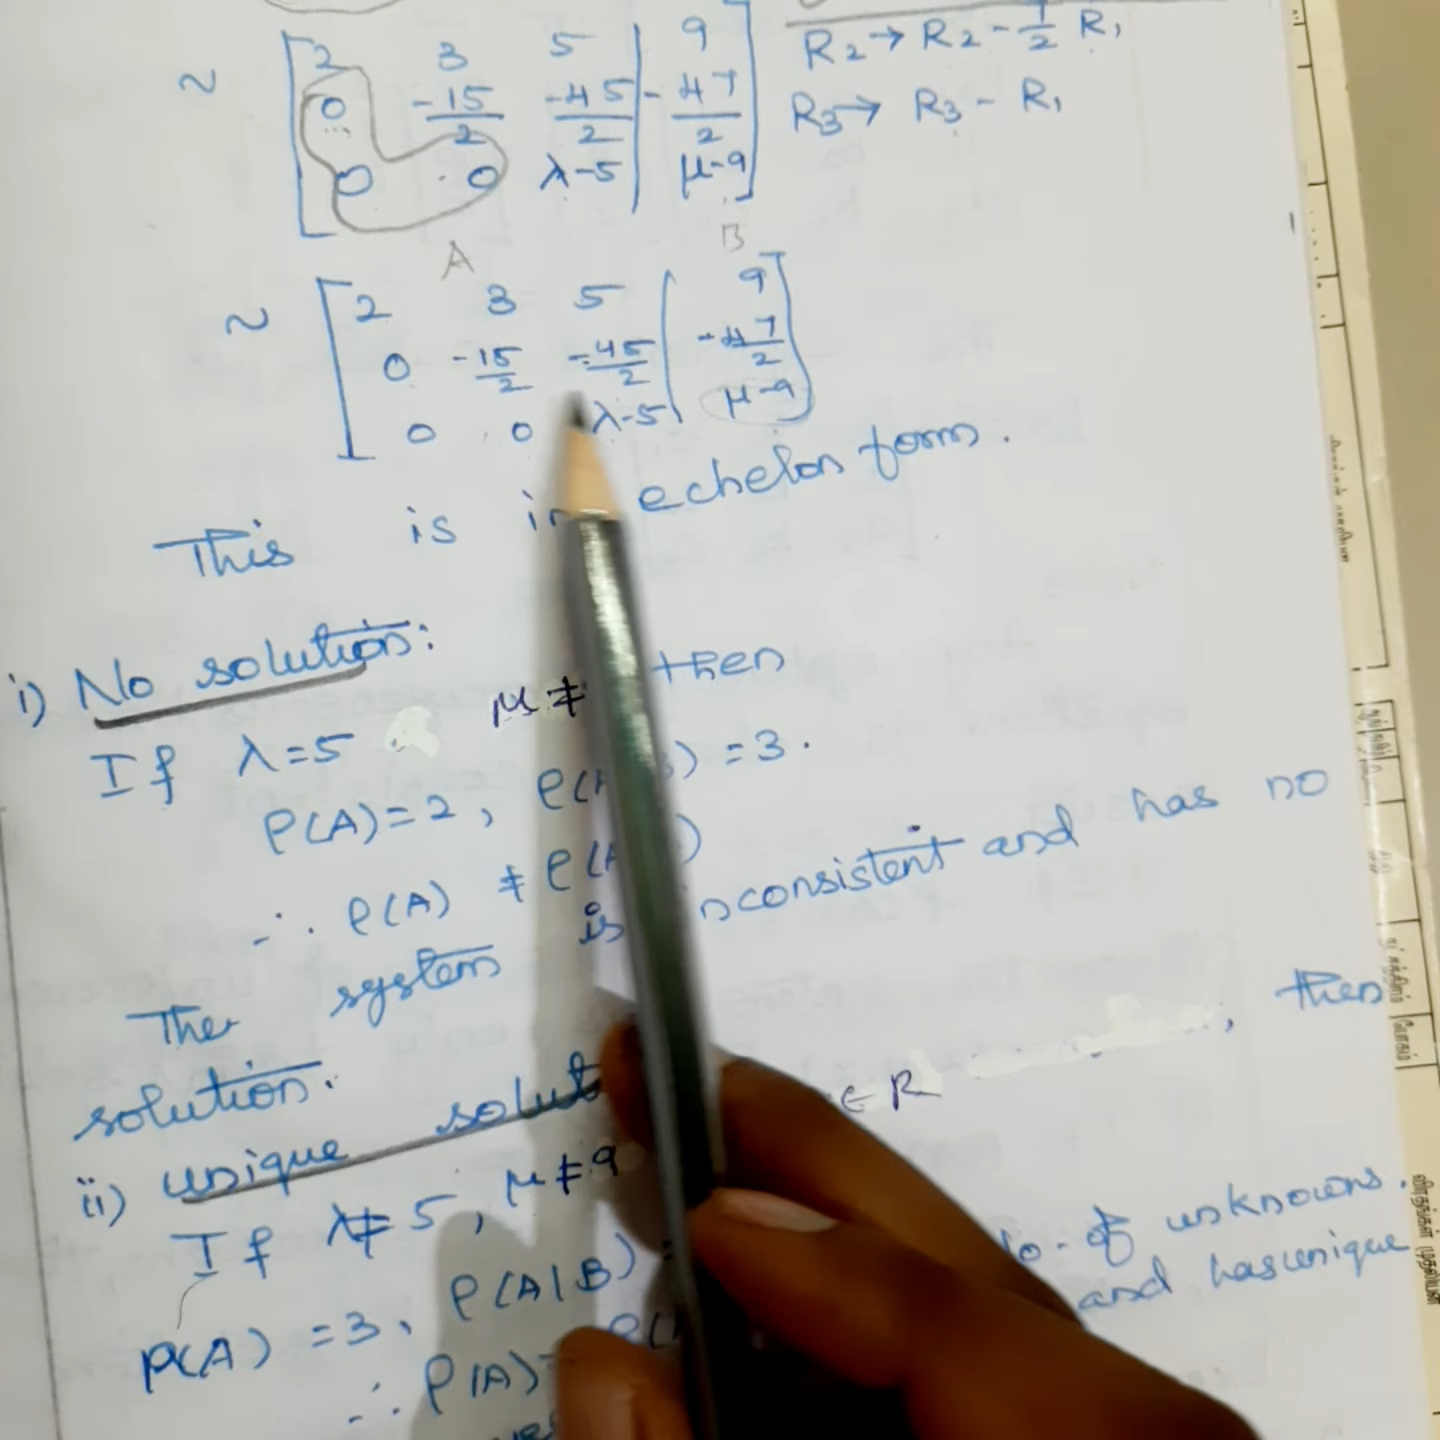 ~ [ 2 3 5 | 9 ] R2 → R2 - 7/2 R1
0 -15/2 -45/2 | -47/2 R3 → R3 - R1
0 0 λ-5 | μ-9
A B
~ [ 2 3 5 | 9 ]
0 -15/2 -45/2 | -47/2
0 0 λ-5 | μ-9
This is in echelon form.
i) No solution:
If λ=5 μ ≠ then
ρ(A)=2, =3.
∴ ρ(A) ≠
The system is inconsistent and has no
solution.
ii) unique
If λ≠5, μ≠9 ∈ R , then
ρ(A) =3, ρ(A|B) of unknowns.
∴ ρ(A)= and has unique